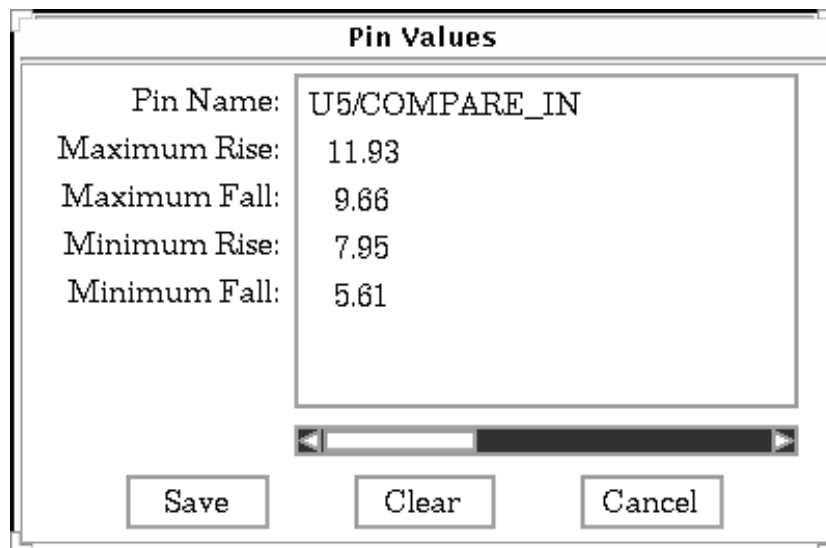 Pin Values
Pin Name: U5/COMPARE_IN
Maximum Rise: 11.93
Maximum Fall: 9.66
Minimum Rise: 7.95
Minimum Fall: 5.61
Save Clear Cancel